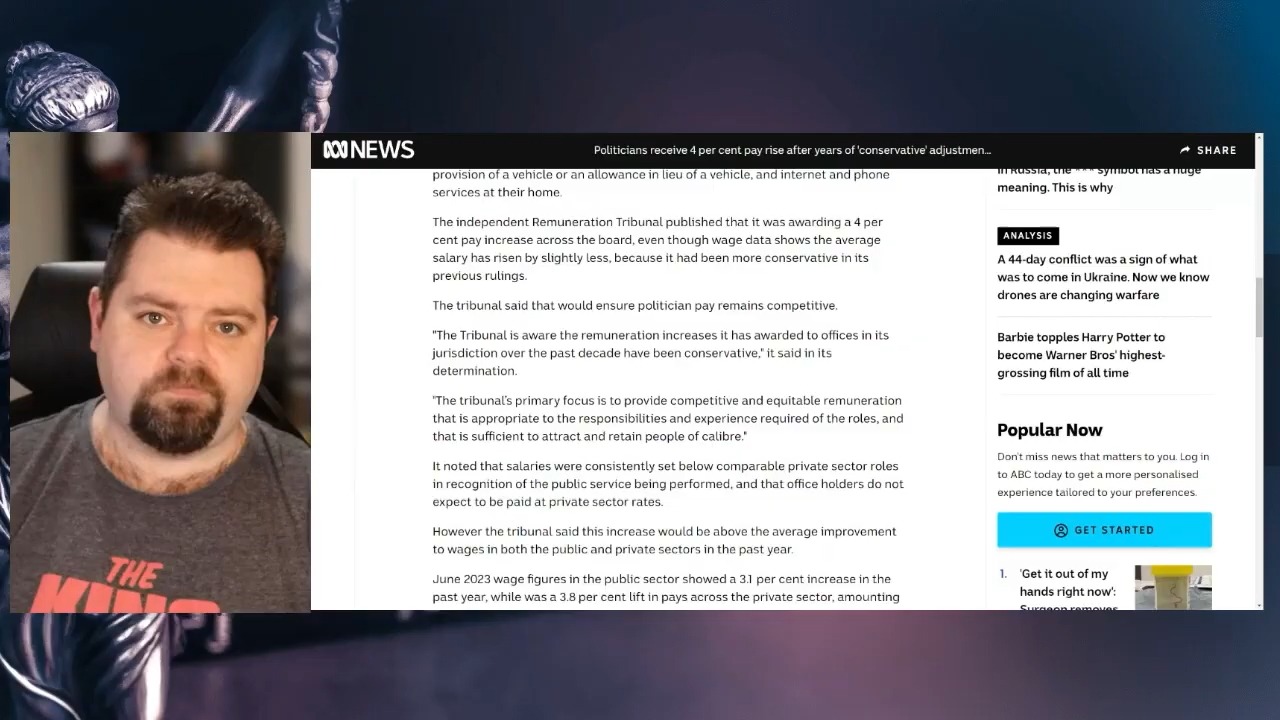 NEWS
Politicians receive 4 per cent pay rise after years of 'conservative' adjustmen...
SHARE
provision of a vehicle or an allowance in lieu of a vehicle, and internet and phone
services at their home.
The independent Remuneration Tribunal published that it was awarding a 4 per
cent pay increase across the board, even though wage data shows the average
salary has risen by slightly less, because it had been more conservative in its
previous rulings.
The tribunal said that would ensure politician pay remains competitive.
"The Tribunal is aware the remuneration increases it has awarded to offices in its
jurisdiction over the past decade have been conservative," it said in its
determination.
"The tribunal's primary focus is to provide competitive and equitable remuneration
that is appropriate to the responsibilities and experience required of the roles, and
that is sufficient to attract and retain people of calibre."
It noted that salaries were consistently set below comparable private sector roles
in recognition of the public service being performed, and that office holders do not
expect to be paid at private sector rates.
However the tribunal said this increase would be above the average improvement
to wages in both the public and private sectors in the past year.
June 2023 wage figures in the public sector showed a 3.1 per cent increase in the
past year, while was a 3.8 per cent lift in pays across the private sector, amounting
In Russia, the "*** symbol has a huge
meaning. This is why
ANALYSIS
A 44-day conflict was a sign of what
was to come in Ukraine. Now we know
drones are changing warfare
Barbie topples Harry Potter to
become Warner Bros' highest-
grossing film of all time
Popular Now
Don't miss news that matters to you. Log in
to ABC today to get a more personalised
experience tailored to your preferences.
GET STARTED
1. 'Get it out of my
hands right now':
Surgeon removes
THE
KING